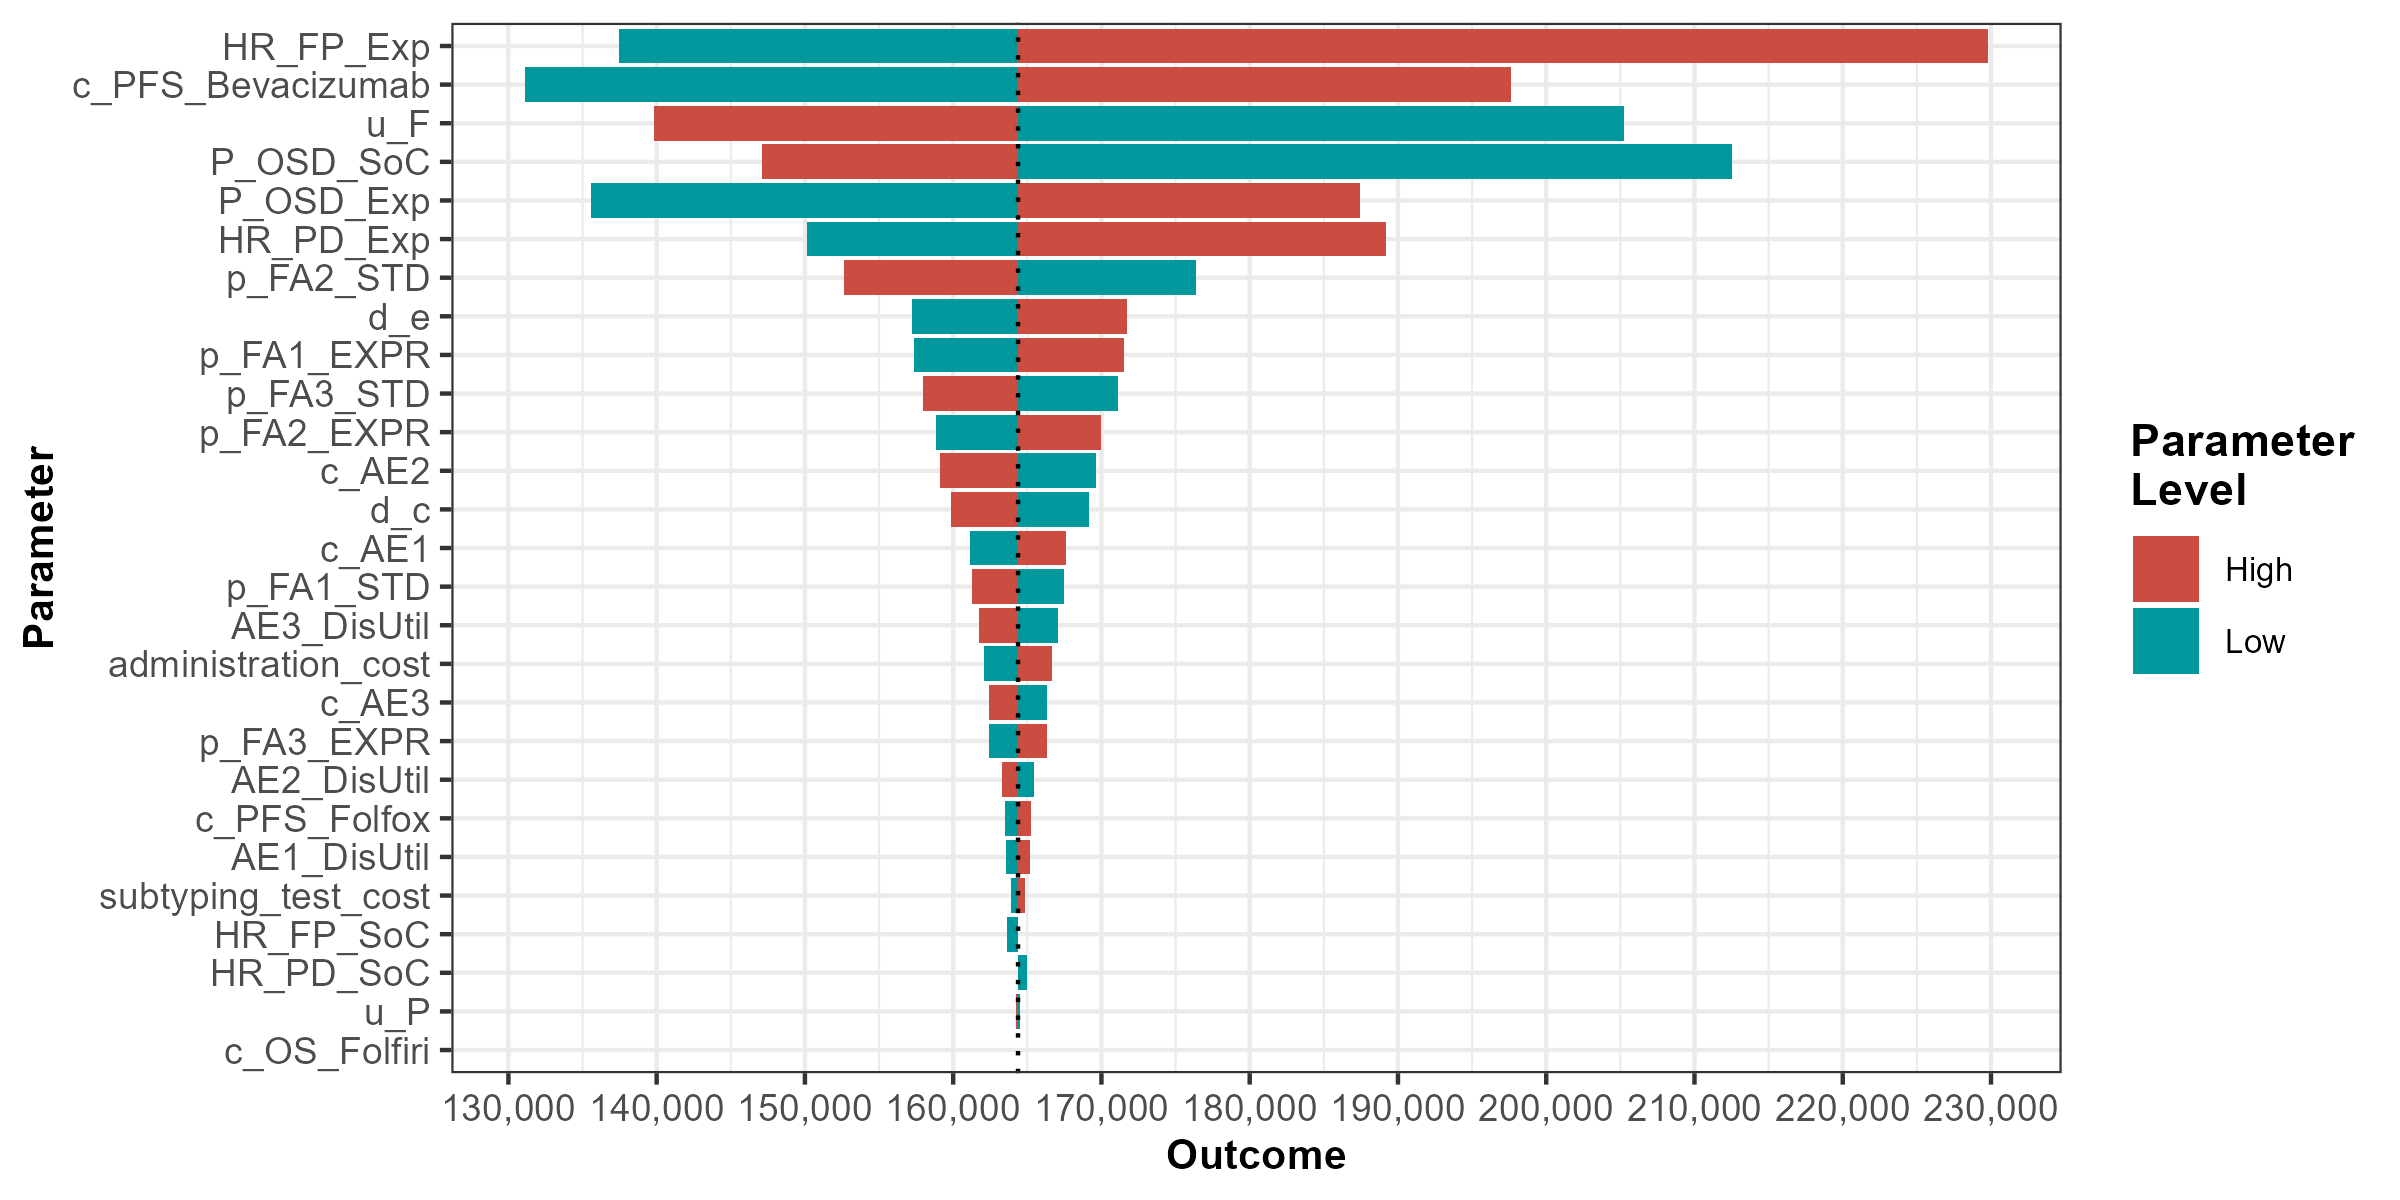 HR_FP_Exp
c_PFS_Bevacizumab
u_F
P_OSD_SoC
P_OSD_Exp
HR_PD_Exp
p_FA2_STD
d_e
p_FA1_EXPR
p_FA3_STD
p_FA2_EXPR
c_AE2
d_c
c_AE1
p_FA1_STD
AE3_DisUtil
administration_cost
c_AE3
p_FA3_EXPR
AE2_DisUtil
c_PFS_Folfox
AE1_DisUtil
subtyping_test_cost
HR_FP_SoC
HR_PD_SoC
u_P
c_OS_Folfiri
Parameter
130,000 140,000 150,000 160,000 170,000 180,000 190,000 200,000 210,000 220,000 230,000
Outcome
Parameter
Level
High
Low